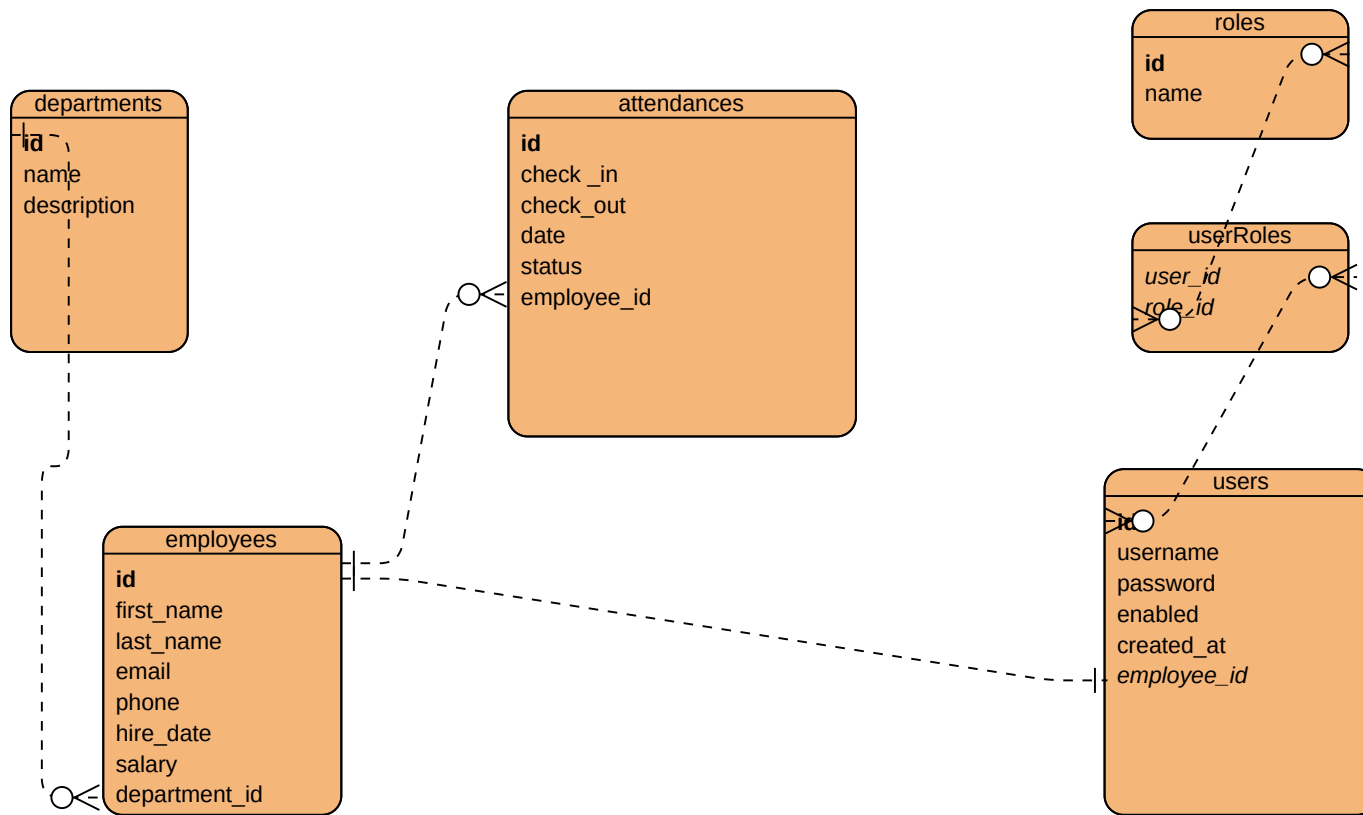 roles
id
name
departments
id
name
description
attendances
id
check _in
check_out
date
status
employee_id
userRoles
user_id
role_id
employees
id
first_name
last_name
email
phone
hire_date
salary
department_id
users
id
username
password
enabled
created_at
employee_id